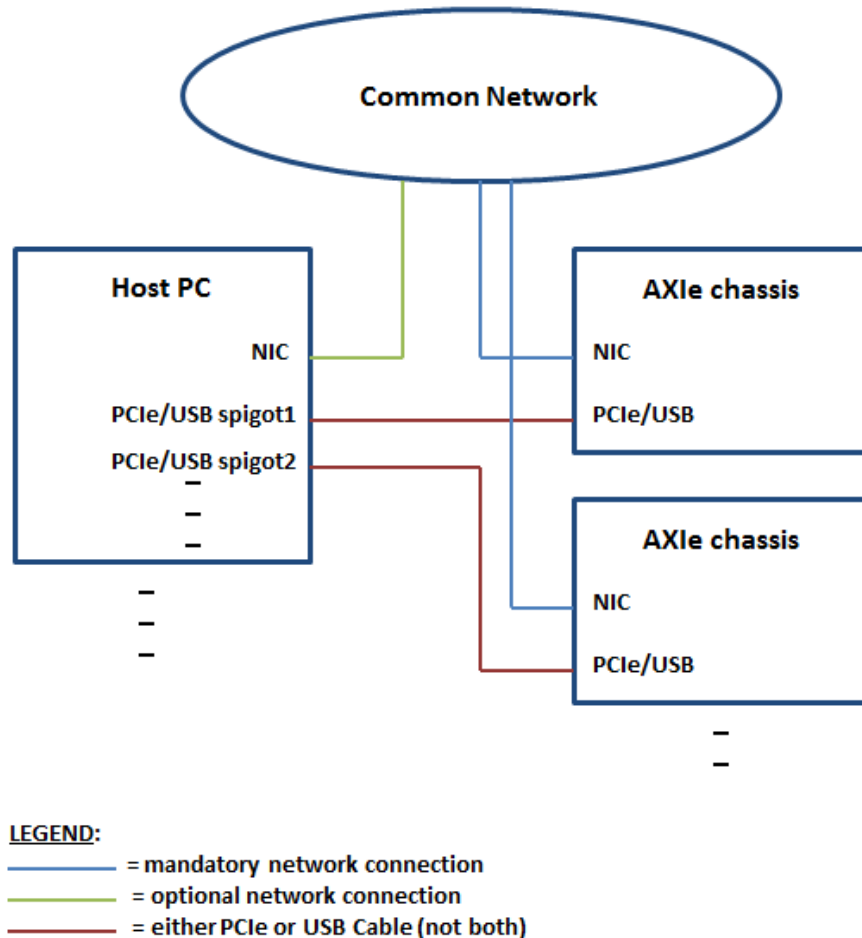 Common Network
Host PC
NIC
PCIe/USB spigot1
PCIe/USB spigot2
AXIe chassis
NIC
PCIe/USB
AXIe chassis
NIC
PCIe/USB
LEGEND:
= mandatory network connection
= optional network connection
= either PCIe or USB Cable (not both)